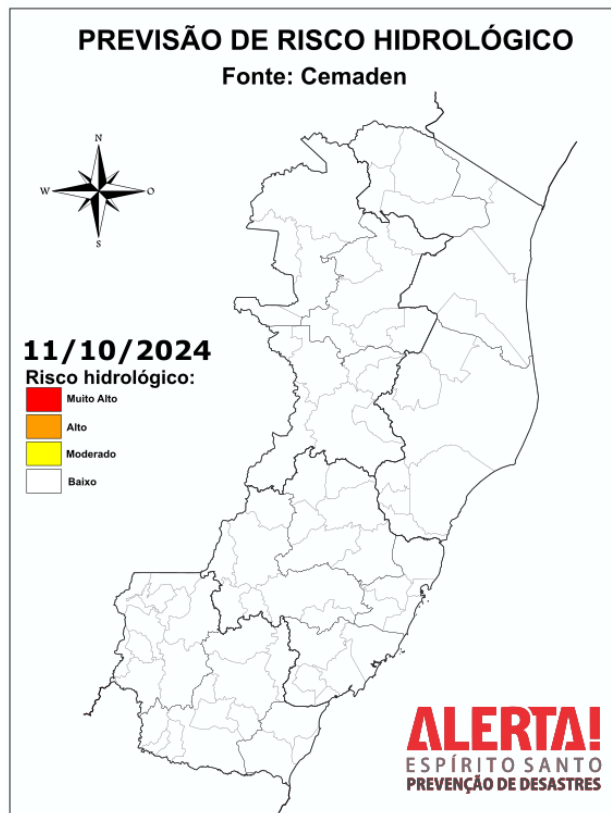 PREVISÃO DE RISCO HIDROLÓGICO
Fonte: Cemaden
N
W
O
S
11/10/2024
Risco hidrológico:
Muito Alto
Alto
Moderado
Baixo
ALERTA!
ESPÍRITO SANTO
PREVENÇÃO DE DESASTRES